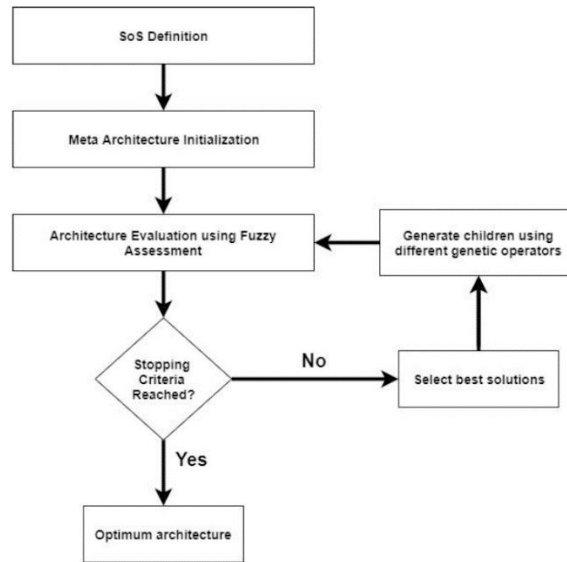 SoS Definition
Meta Architecture Initialization
Architecture Evaluation using Fuzzy
Assessment
Generate children using
different genetic operators
Stopping
Criteria
Reached?
No
Select best solutions
Yes
Optimum architecture